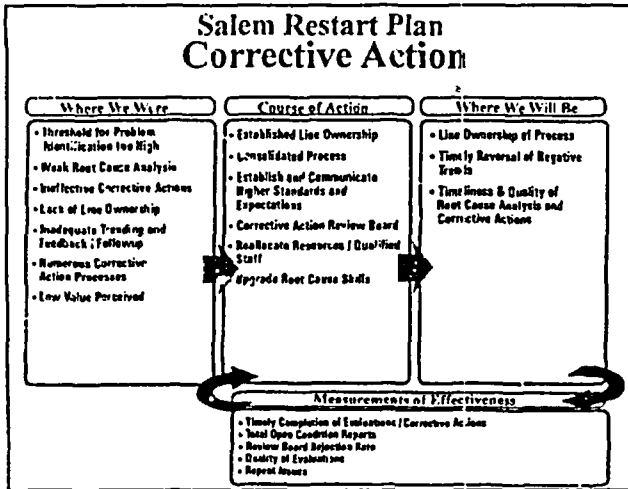 Salem Restart Plan
Corrective Action
Where We Were
• Threshold for Problem
Identification too High
• Weak Root Cause Analysis
• Ineffective Corrective Actions
• Lack of Line Ownership
• Inadequate Trending and
Feedback / Followup
• Numerous Corrective
Action Processes
• Low Value Perceived
Course of Action
• Established Line Ownership
• Consolidated Process
• Establish and Communicate
Higher Standards and
Expectations
• Corrective Action Review Board
• Reallocate Resources / Qualified
Staff
• Upgrade Root Cause Skills
Where We Will Be
• Line Ownership of Process
• Timely Reversal of Negative
Trends
• Timeliness & Quality of
Root Cause Analysis and
Corrective Actions
Measurements of Effectiveness
• Timely Completion of Evaluations / Corrective Actions
• Total Open Condition Reports
• Review Board Rejection Rate
• Quality of Evaluations
• Repeat Issues